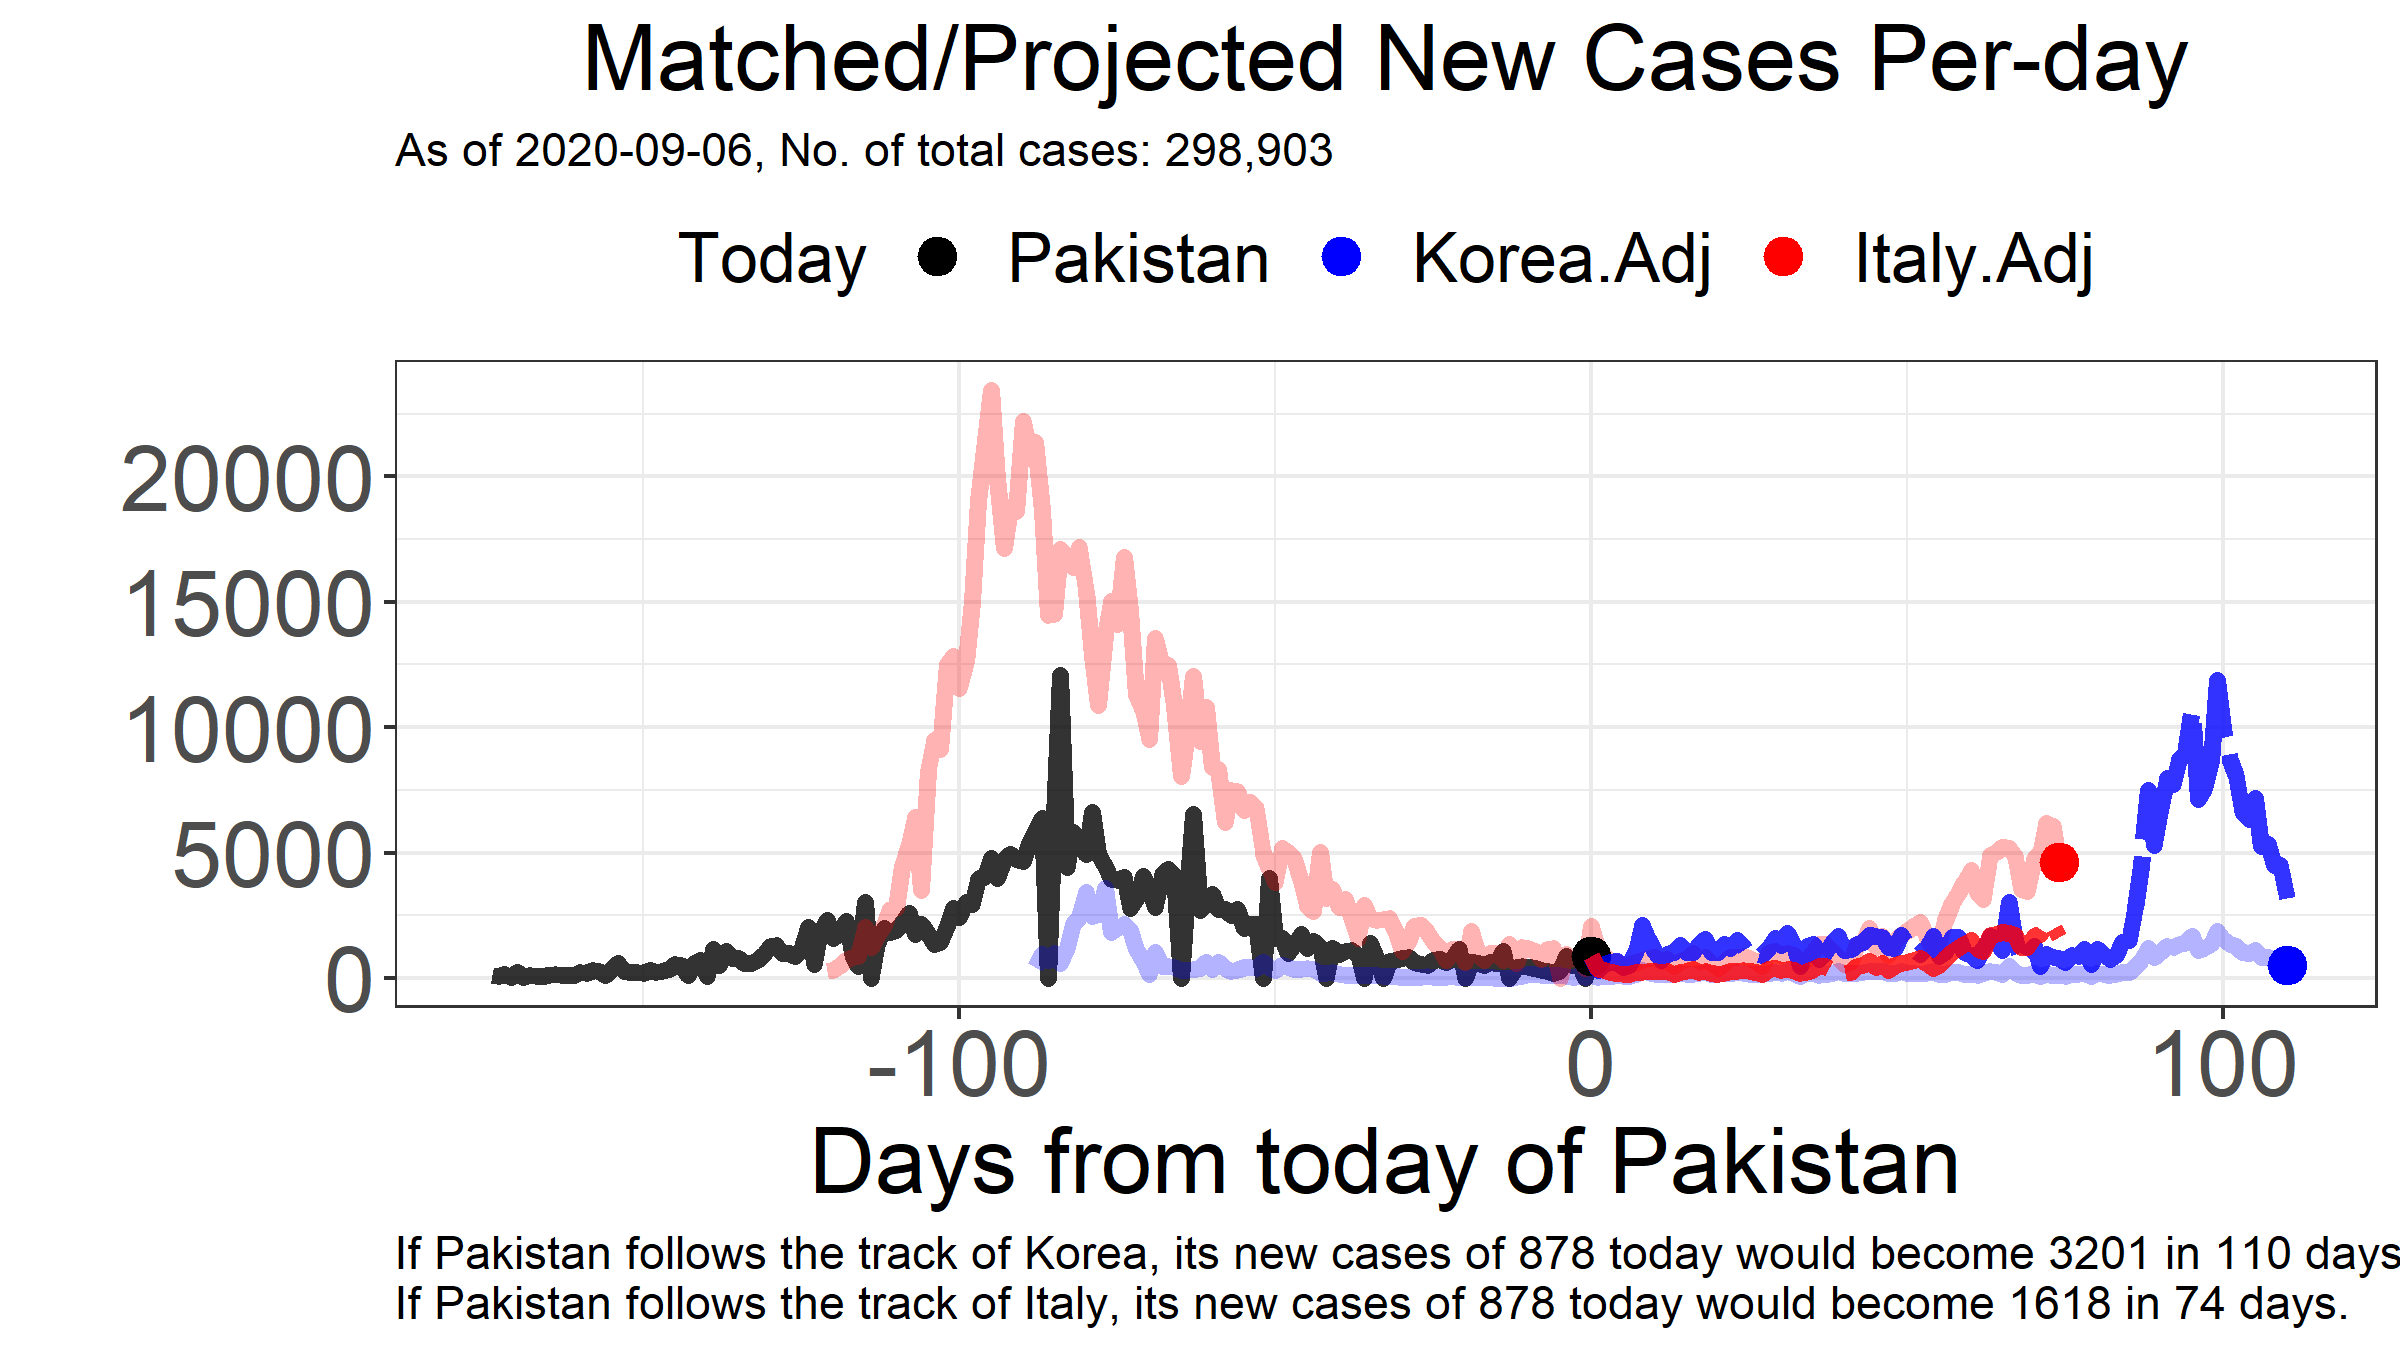 Matched/Projected New Cases Per-day
As of 2020-09-06, No. of total cases: 298,903
Today Pakistan Korea.Adj Italy.Adj
20000
15000
10000
5000
0
-100 0 100
Days from today of Pakistan
If Pakistan follows the track of Korea, its new cases of 878 today would become 3201 in 110 days
If Pakistan follows the track of Italy, its new cases of 878 today would become 1618 in 74 days.